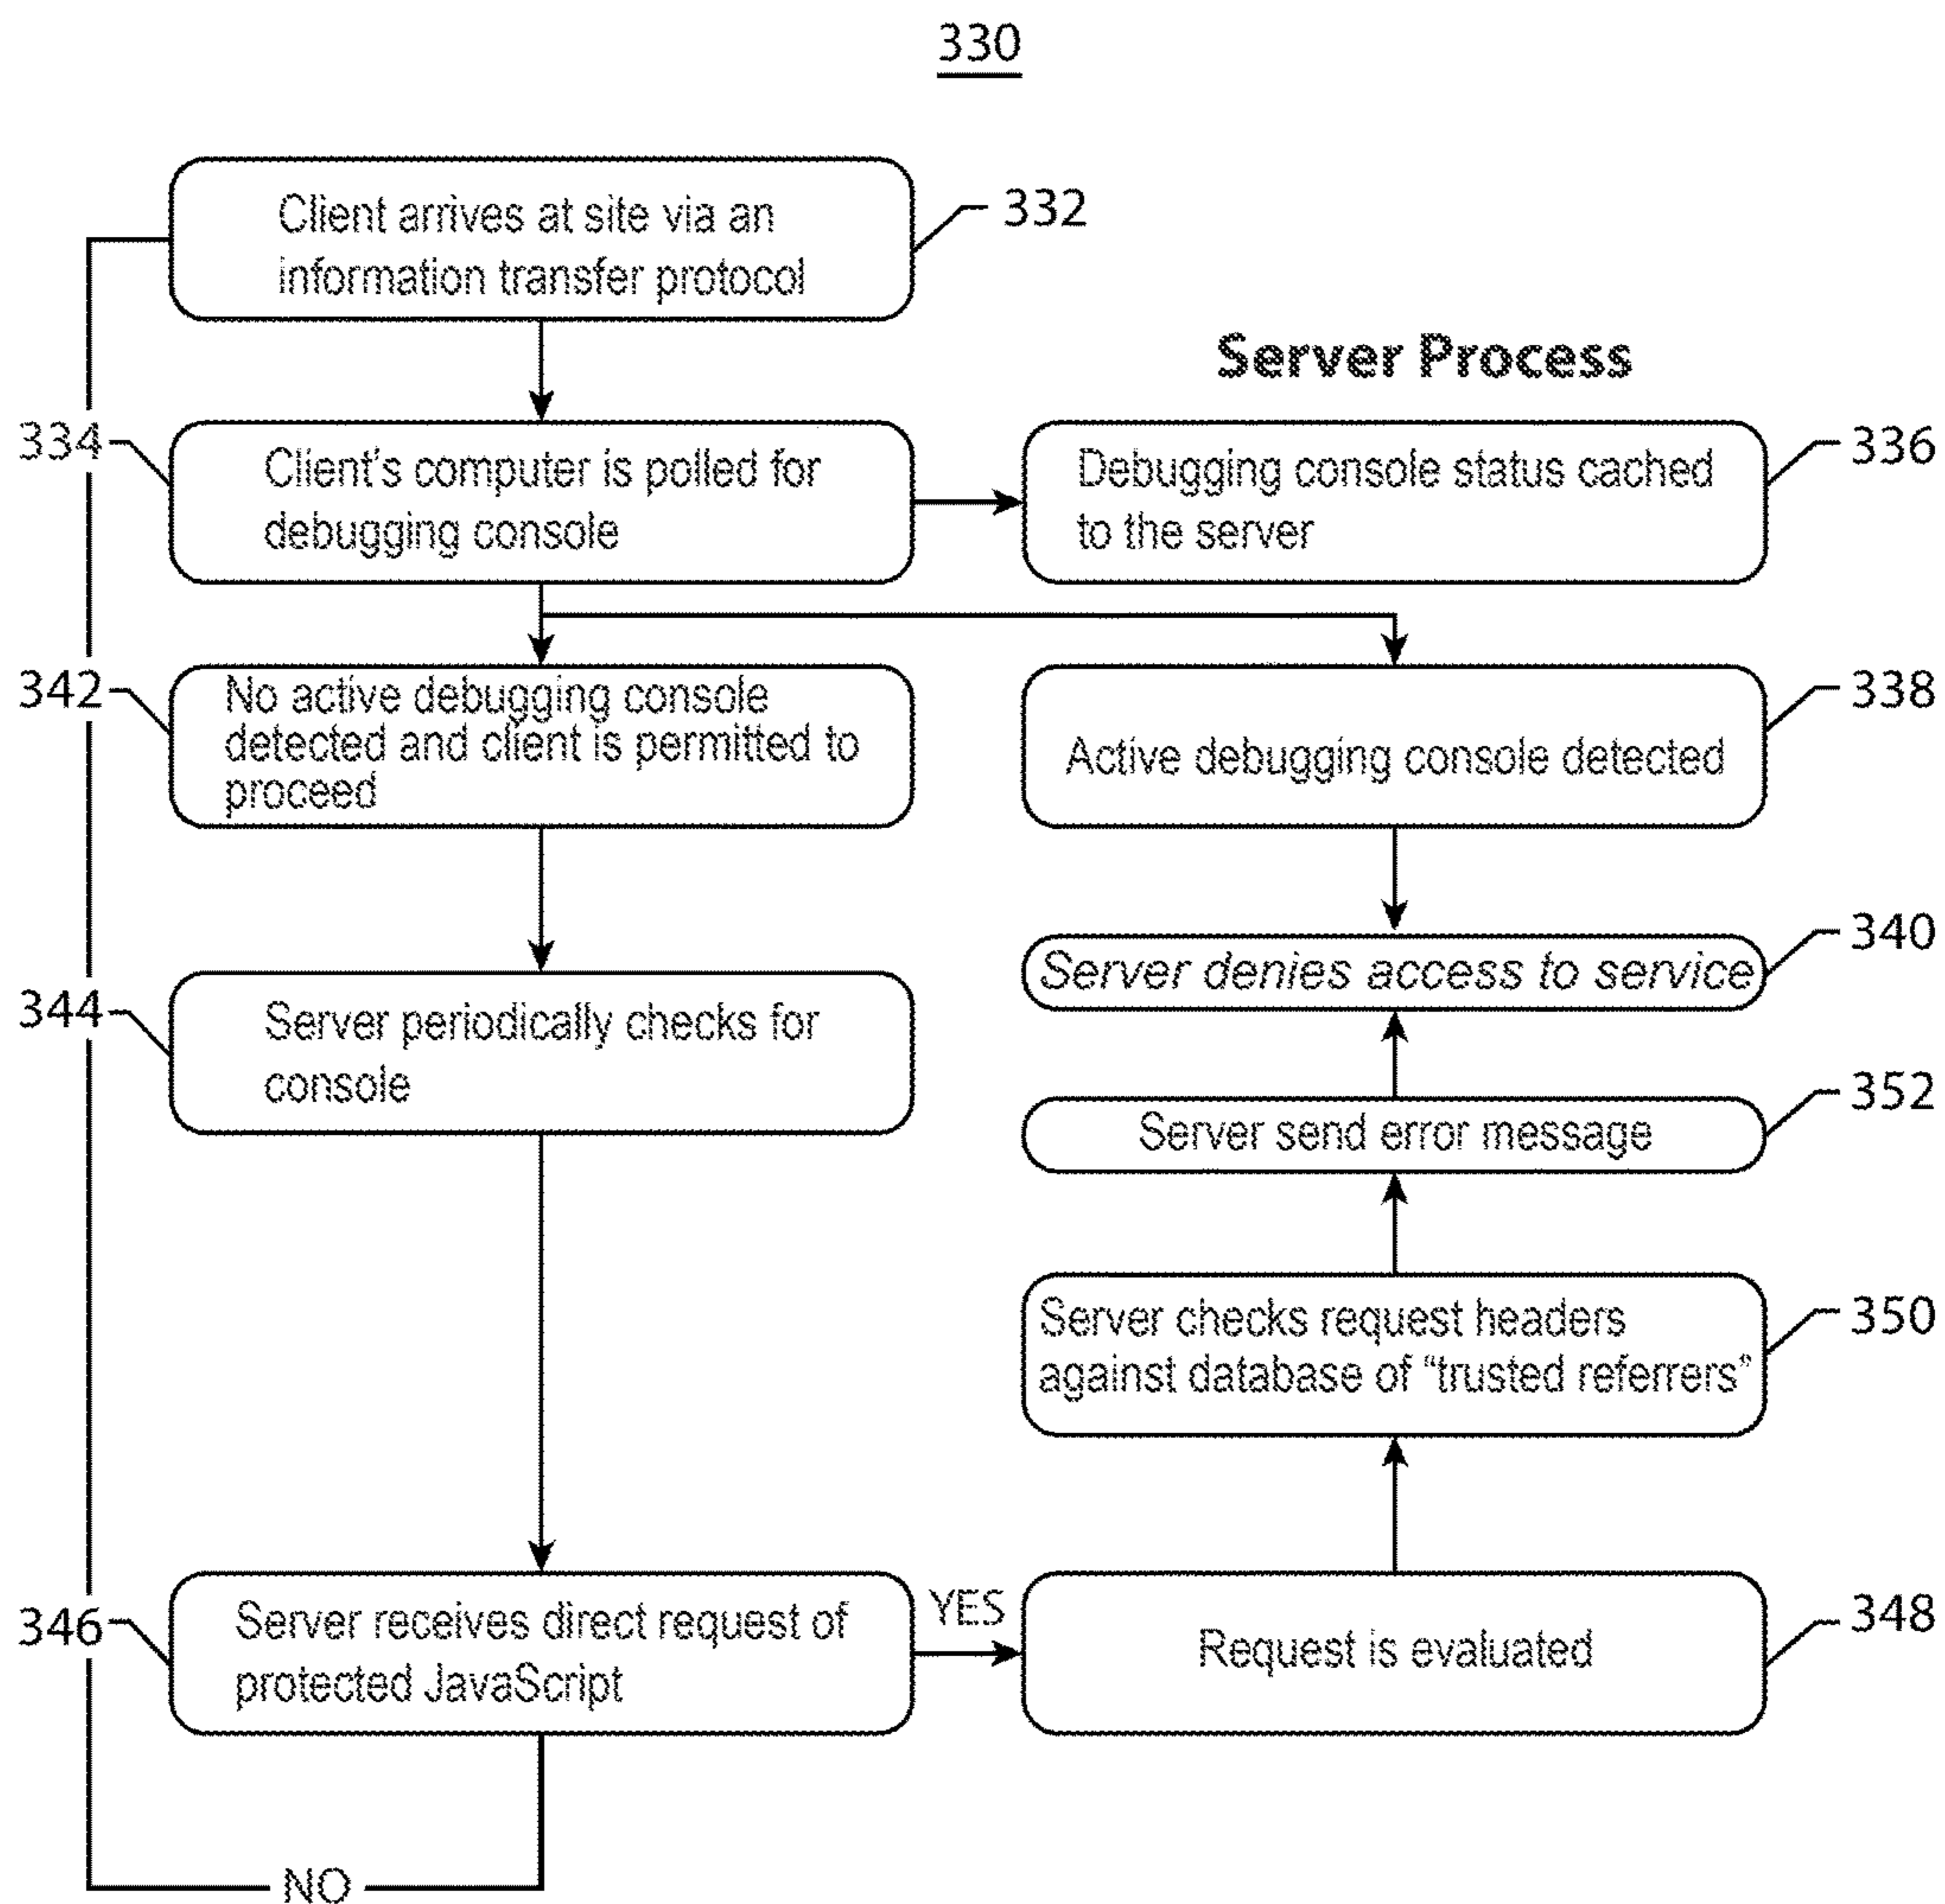 330
Client arrives at site via an
information transfer protocol
332
Server Process
334
Client's computer is polled for
debugging console
Debugging console status cached
to the server
336
342
No active debugging console
detected and client is permitted to
proceed
Active debugging console detected
338
Server denies access to service
340
344
Server periodically checks for
console
Server send error message
352
Server checks request headers
against database of “trusted referrers”
350
346
Server receives direct request of
protected JavaScript
YES
Request is evaluated
348
NO